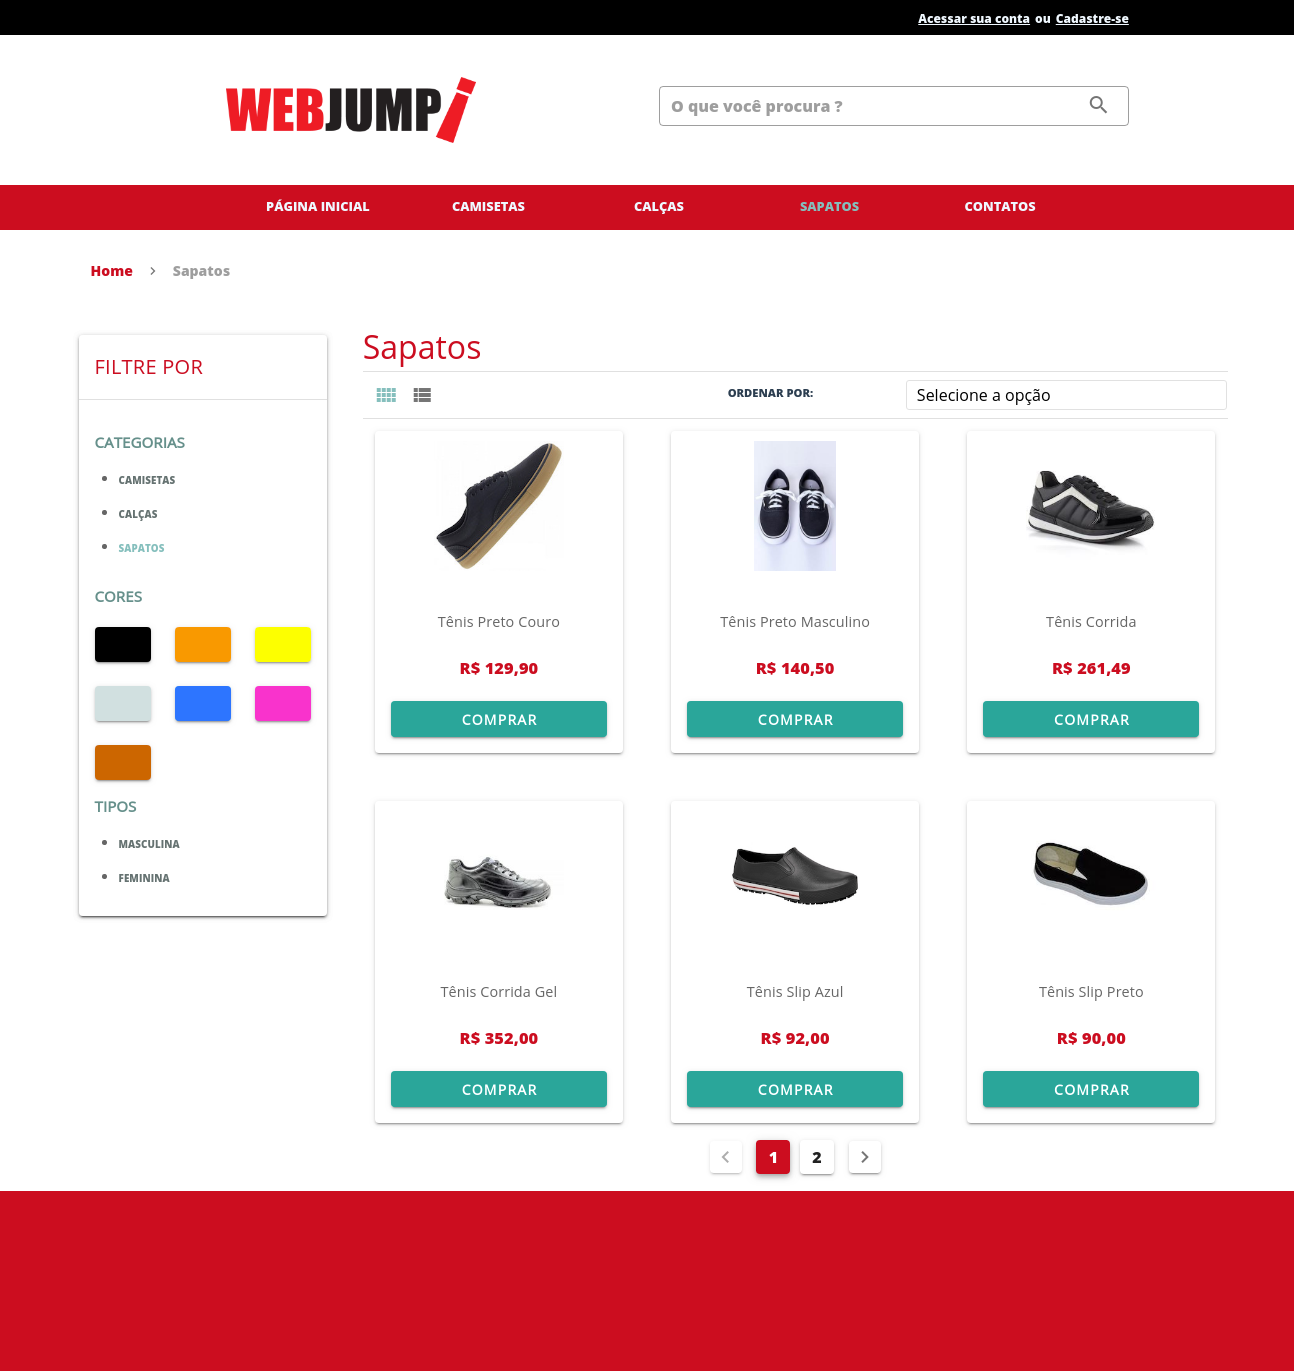 Acessar sua conta ou Cadastre-se
WEBJUMP!
O que você procura ?
PÁGINA INICIAL CAMISETAS CALÇAS SAPATOS CONTATOS
Home > Sapatos
FILTRE POR
CATEGORIAS
CAMISETAS
CALÇAS
SAPATOS
CORES
TIPOS
MASCULINA
FEMININA
Sapatos
ORDENAR POR: Selecione a opção
Tênis Preto Couro
R$ 129,90
COMPRAR
Tênis Preto Masculino
R$ 140,50
COMPRAR
Tênis Corrida
R$ 261,49
COMPRAR
Tênis Corrida Gel
R$ 352,00
COMPRAR
Tênis Slip Azul
R$ 92,00
COMPRAR
Tênis Slip Preto
R$ 90,00
COMPRAR
1 2